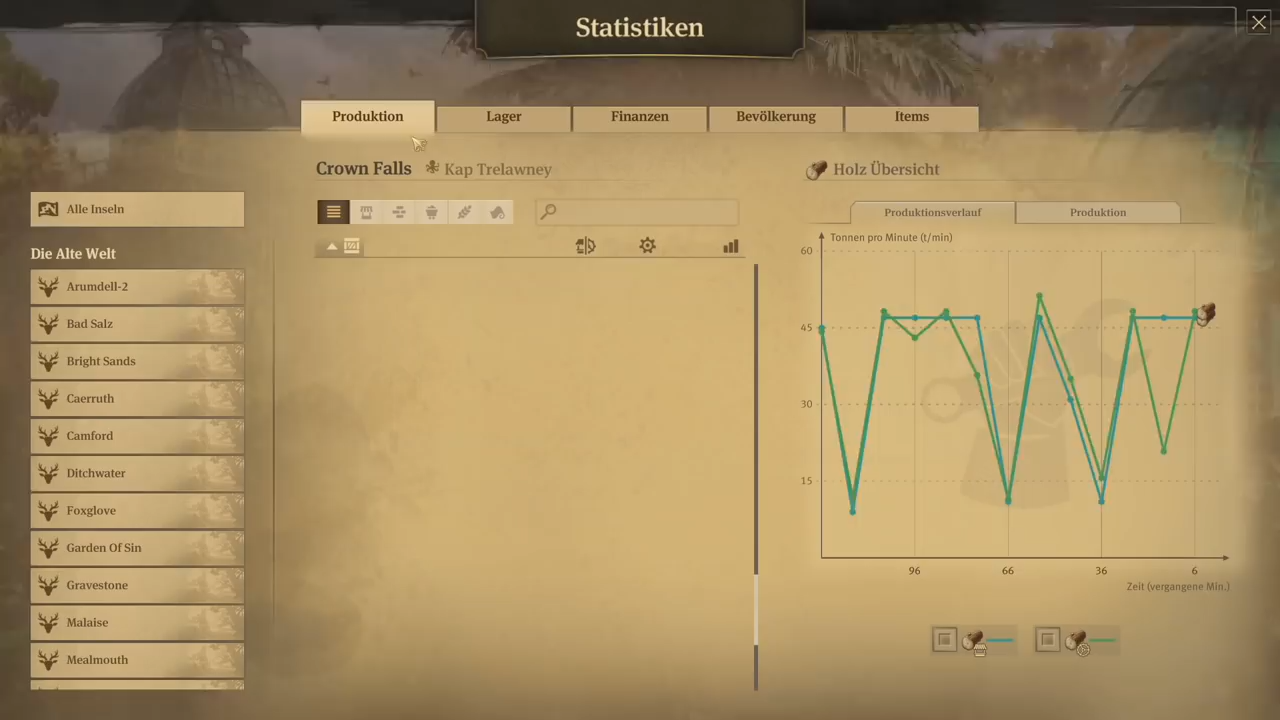 Statistiken
Produktion
Lager
Finanzen
Bevölkerung
Items
Crown Falls
Kap Trelawney
Holz Übersicht
Alle Inseln
Produktionsverlauf
Produktion
Tonnen pro Minute (t/min)
60
45
30
15
96
66
36
6
Zeit (vergangene Min.)
Die Alte Welt
Arumdell-2
Bad Salz
Bright Sands
Caerruth
Camford
Ditchwater
Foxglove
Garden Of Sin
Gravestone
Malaise
Mealmouth